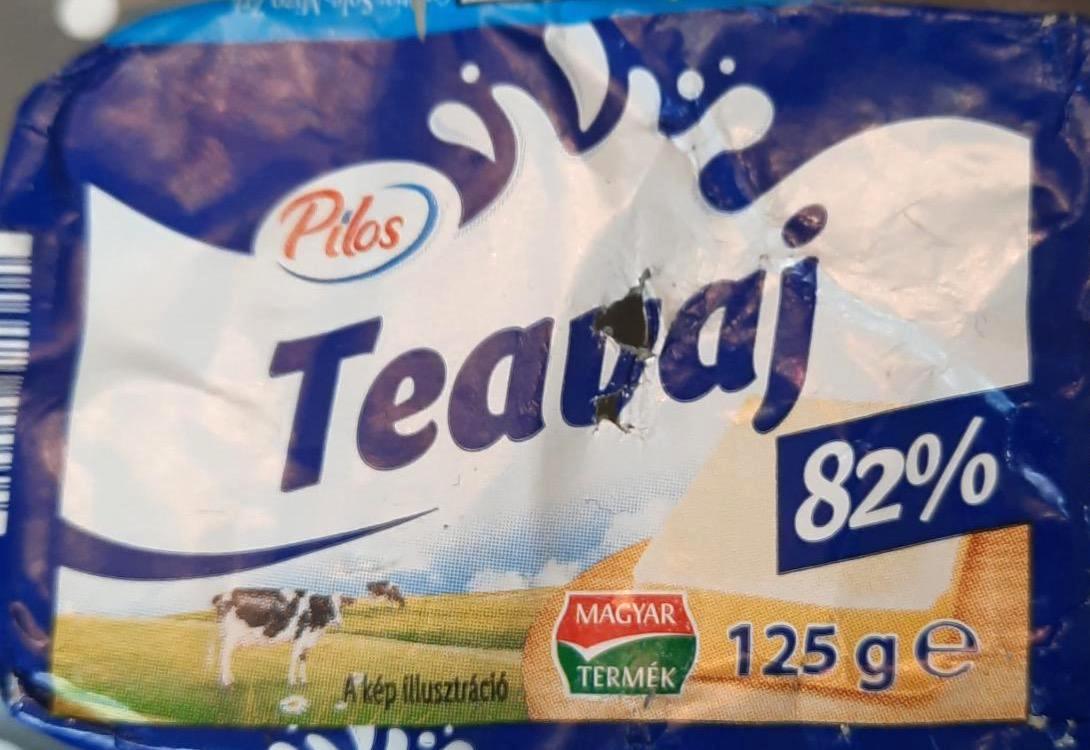 Pilos
Teavaj
82%
MAGYAR
TERMÉK
125 g e
A kép illusztráció